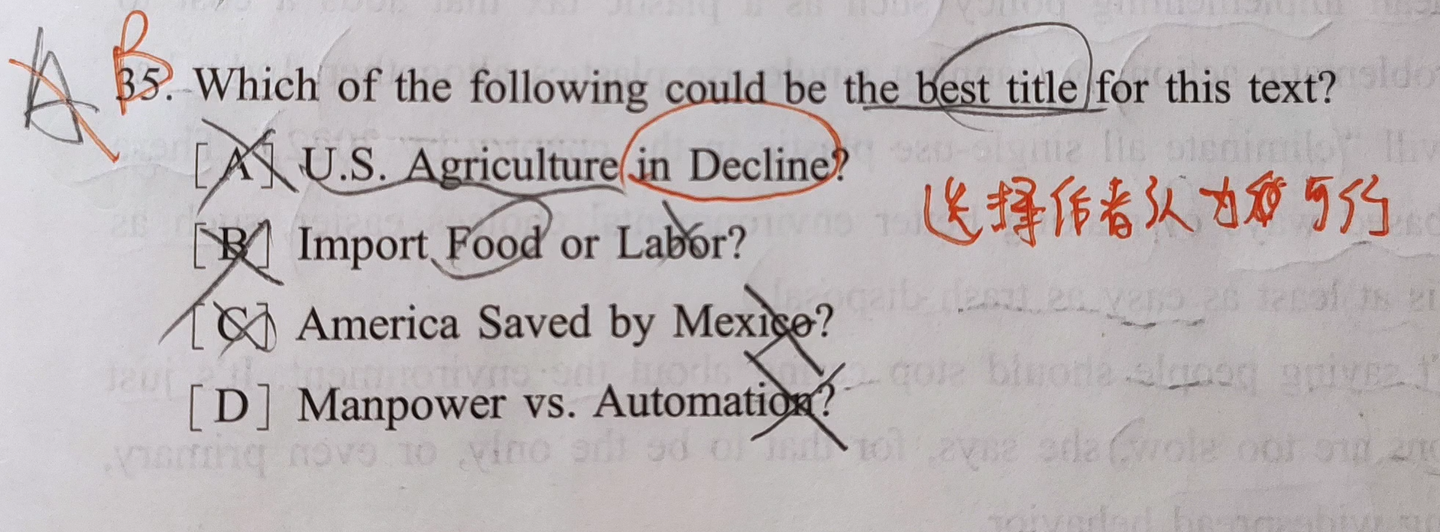 A B
35. Which of the following could be the best title for this text?
[A] U.S. Agriculture in Decline?
选择作者认为可行
[B] Import Food or Labor?
[C] America Saved by Mexico?
[D] Manpower vs. Automation?